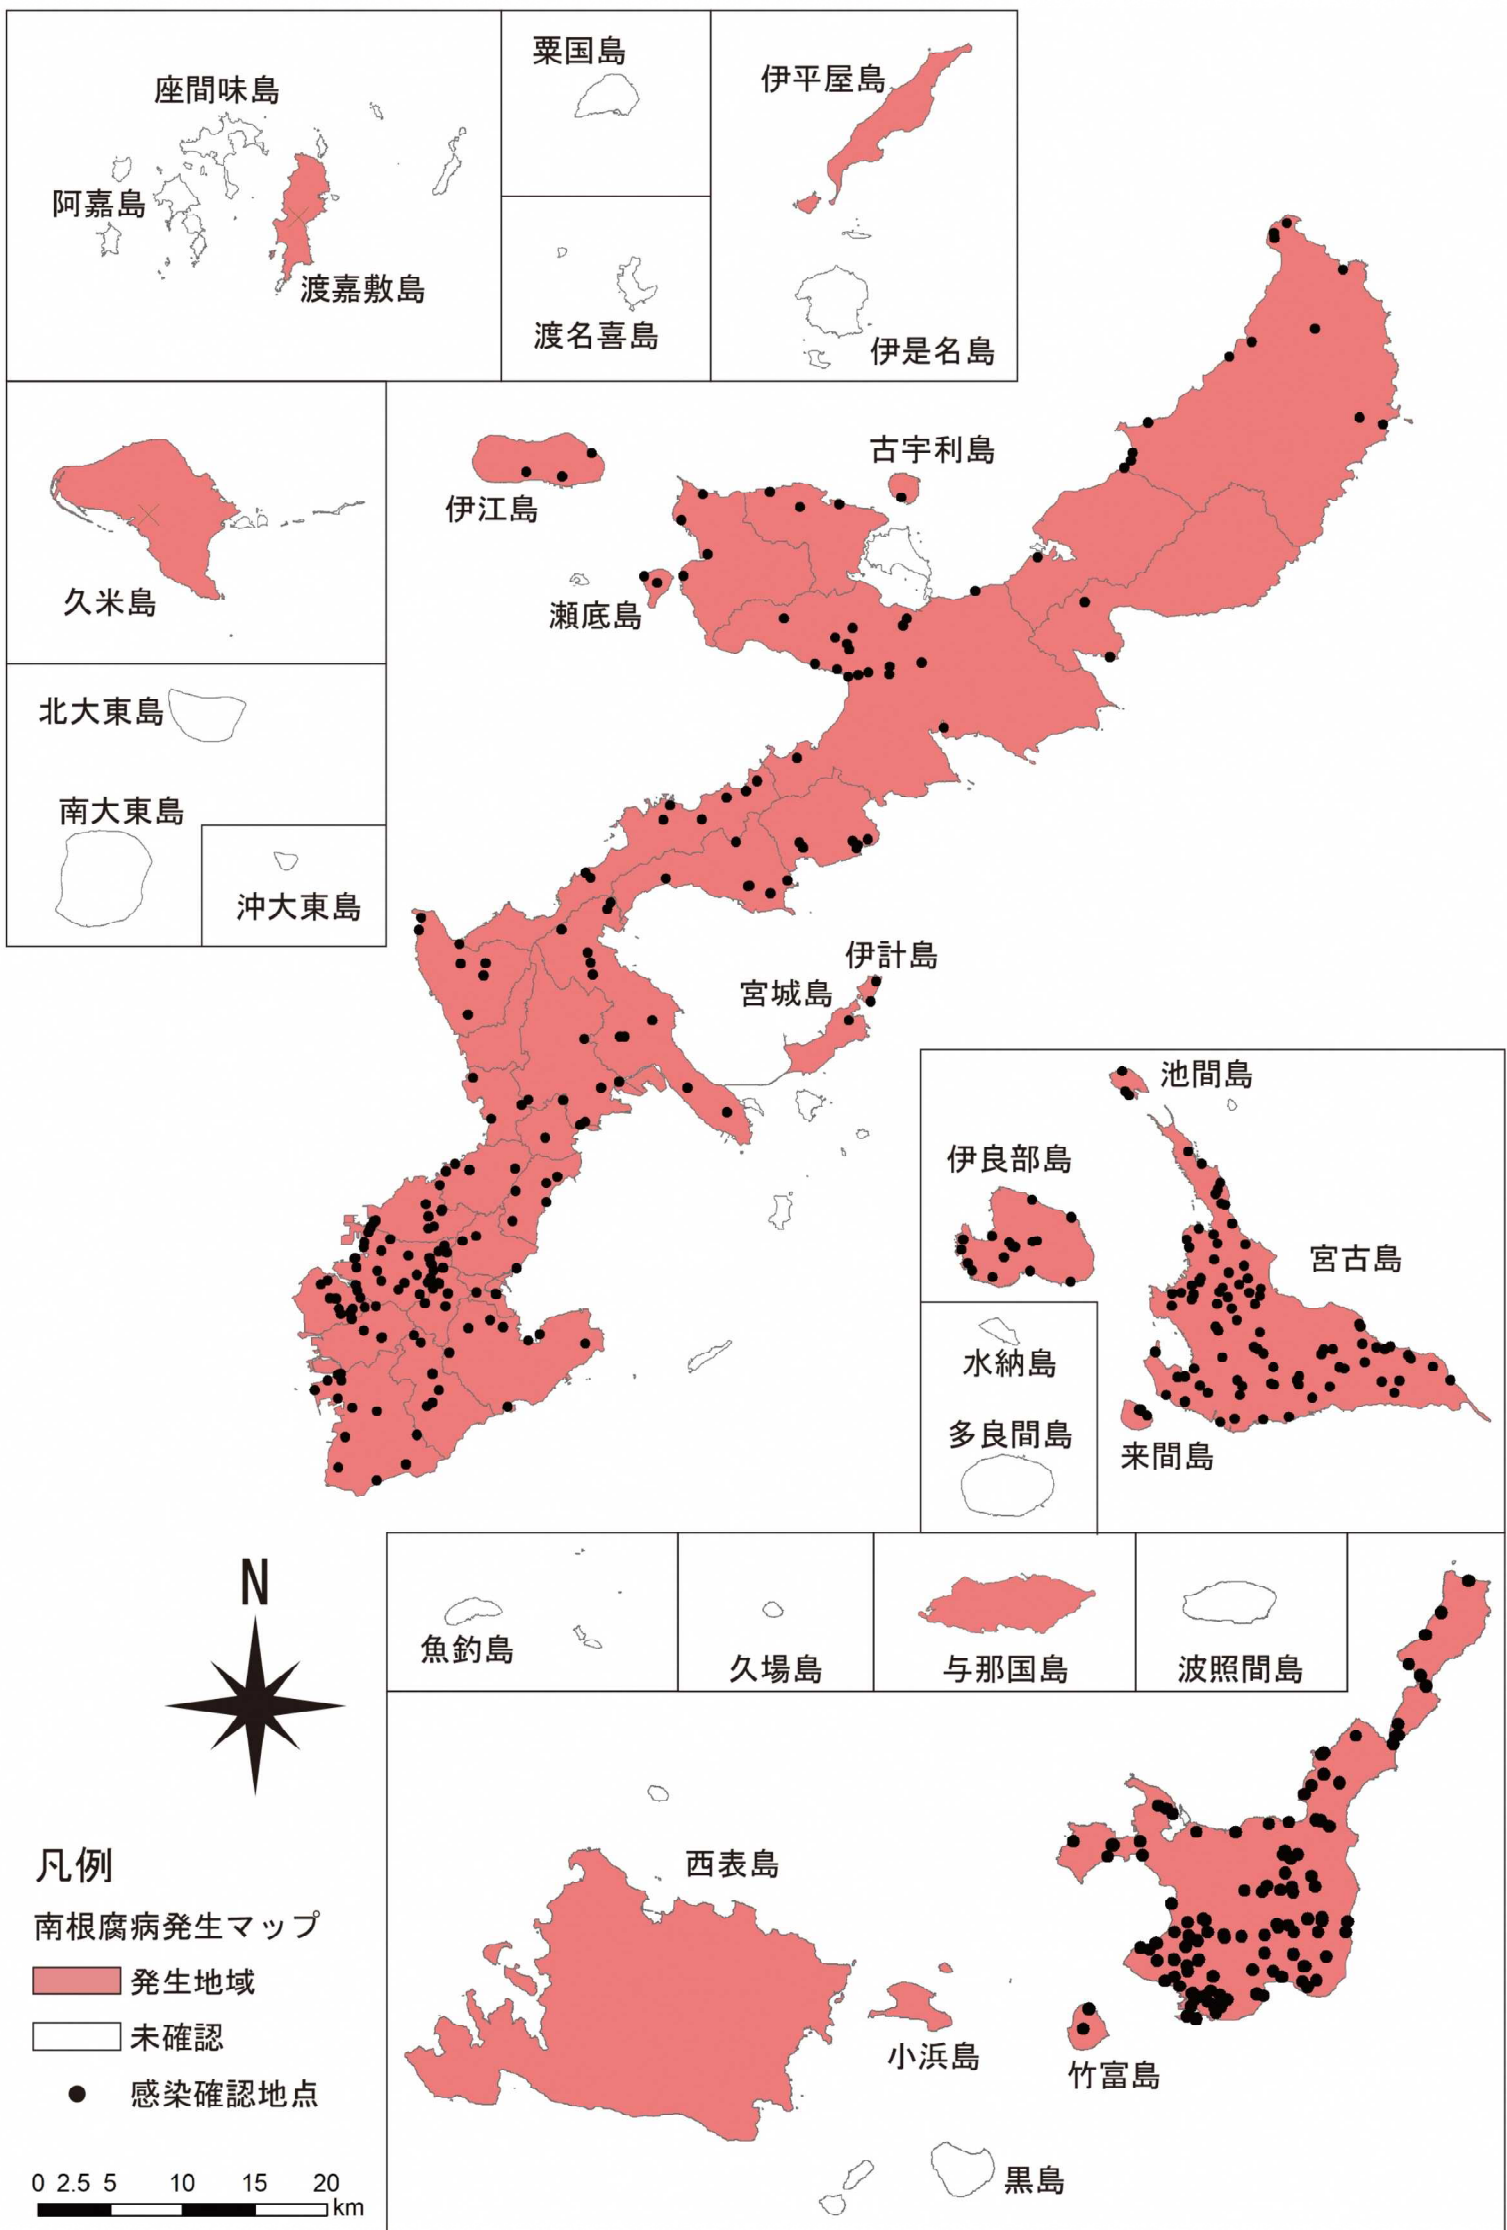 座間味島
阿嘉島
渡嘉敷島
粟国島
渡名喜島
伊平屋島
伊是名島
久米島
北大東島
南大東島
沖大東島
伊江島
瀬底島
古宇利島
伊計島
宮城島
池間島
伊良部島
宮古島
水納島
多良間島
来間島
魚釣島
久場島
与那国島
波照間島
西表島
小浜島
竹富島
黒島
N
凡例
南根腐病発生マップ
発生地域
未確認
感染確認地点
0 2.5 5 10 15 20
km